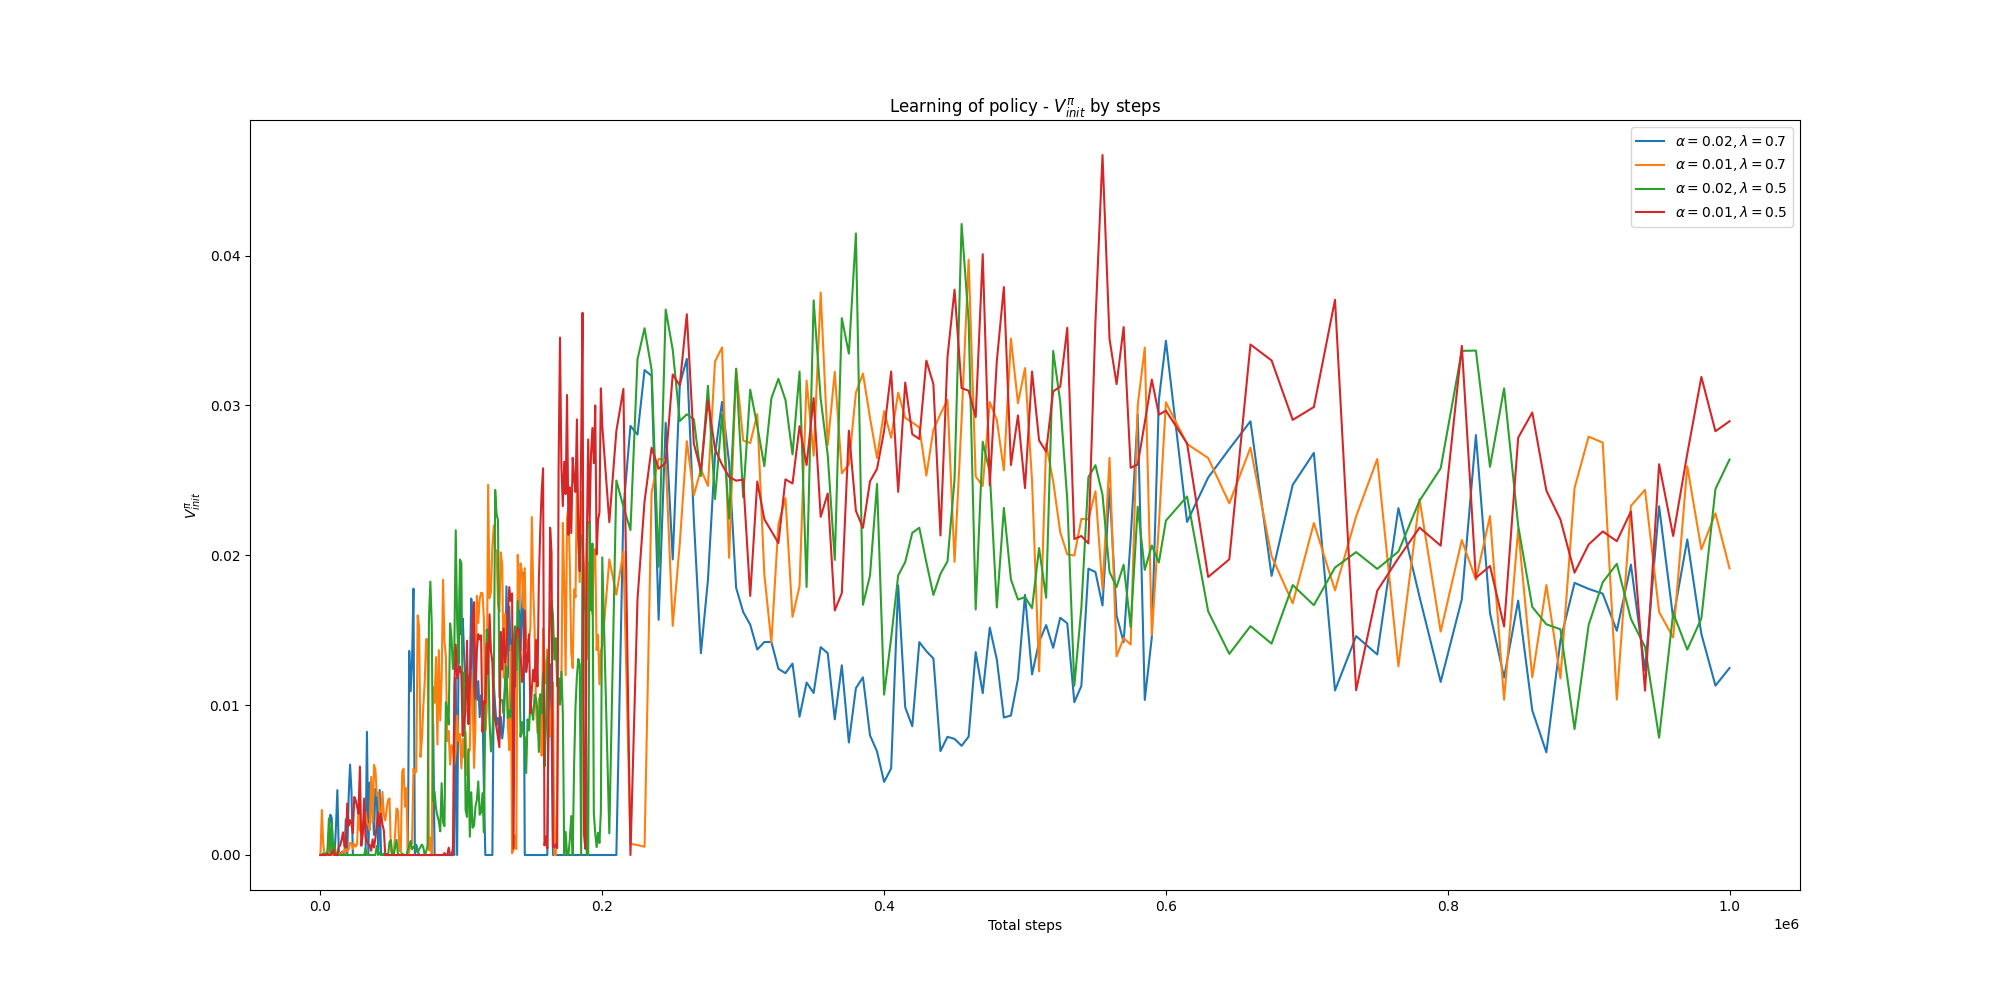 Learning of policy - $V^{\pi}_{init}$ by steps
α = 0.02, λ = 0.7
α = 0.01, λ = 0.7
α = 0.02, λ = 0.5
α = 0.01, λ = 0.5
$V^{\pi}_{init}$
0.04
0.03
0.02
0.01
0.00
0.0 0.2 0.4 0.6 0.8 1.0
Total steps
1e6